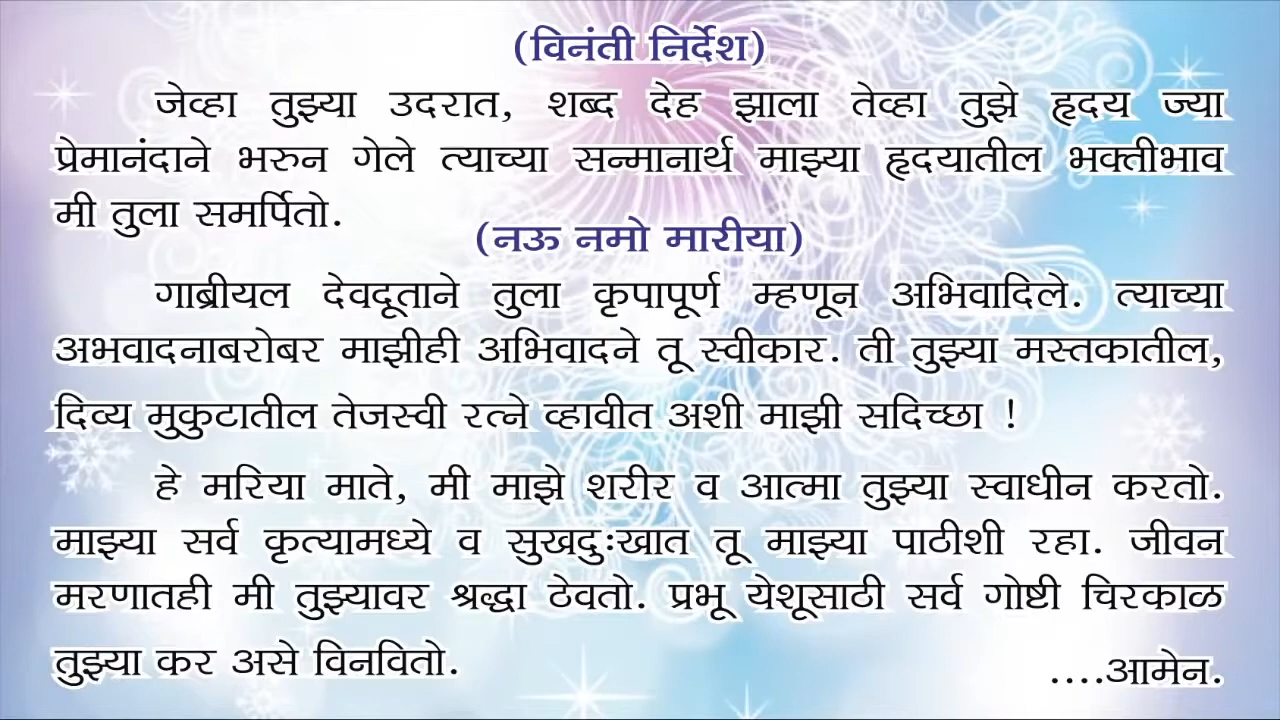 (विनंती निर्देश)
जेव्हा तुझ्या उदरात, शब्द देह झाला तेव्हा तुझे हृदय ज्या
प्रेमानंदाने भरुन गेले त्याच्या सन्मानार्थ माझ्या हृदयातील भक्तीभाव
मी तुला समर्पितो.
(नऊ नमो मारीया)
गाब्रीयल देवदूताने तुला कृपापूर्ण म्हणून अभिवादिले. त्याच्या
अभवादनाबरोबर माझीही अभिवादने तू स्वीकार. ती तुझ्या मस्तकातील,
दिव्य मुकुटातील तेजस्वी रत्ने व्हावीत अशी माझी सदिच्छा !
हे मरिया माते, मी माझे शरीर व आत्मा तुझ्या स्वाधीन करतो.
माझ्या सर्व कृत्यामध्ये व सुखदुःखात तू माझ्या पाठीशी रहा. जीवन
मरणातही मी तुझ्यावर श्रद्धा ठेवतो. प्रभू येशूसाठी सर्व गोष्टी चिरकाळ
तुझ्या कर असे विनवितो.
....आमेन.